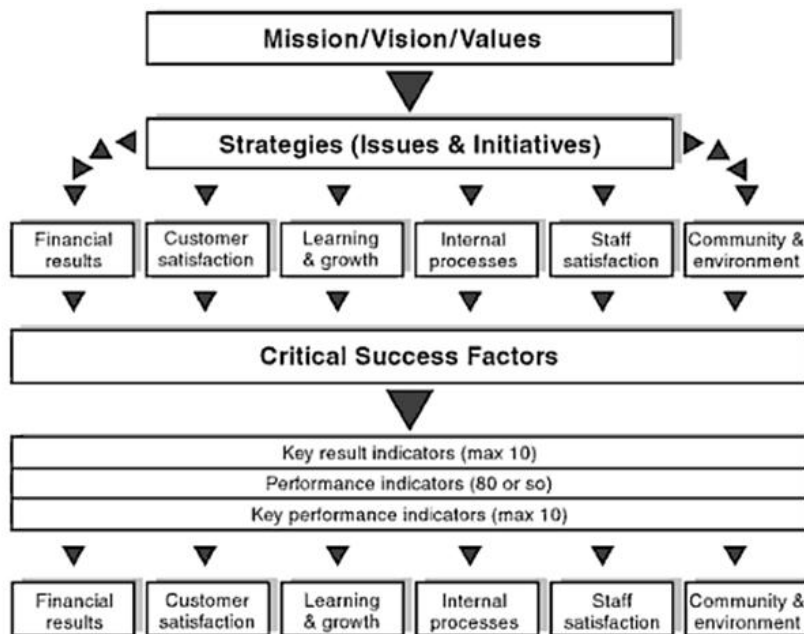 Mission/Vision/Values
Strategies (Issues & Initiatives)
Financial
results
Customer
satisfaction
Learning
& growth
Internal
processes
Staff
satisfaction
Community &
environment
Critical Success Factors
Key result indicators (max 10)
Performance indicators (80 or so)
Key performance indicators (max 10)
Financial
results
Customer
satisfaction
Learning
& growth
Internal
processes
Staff
satisfaction
Community &
environment